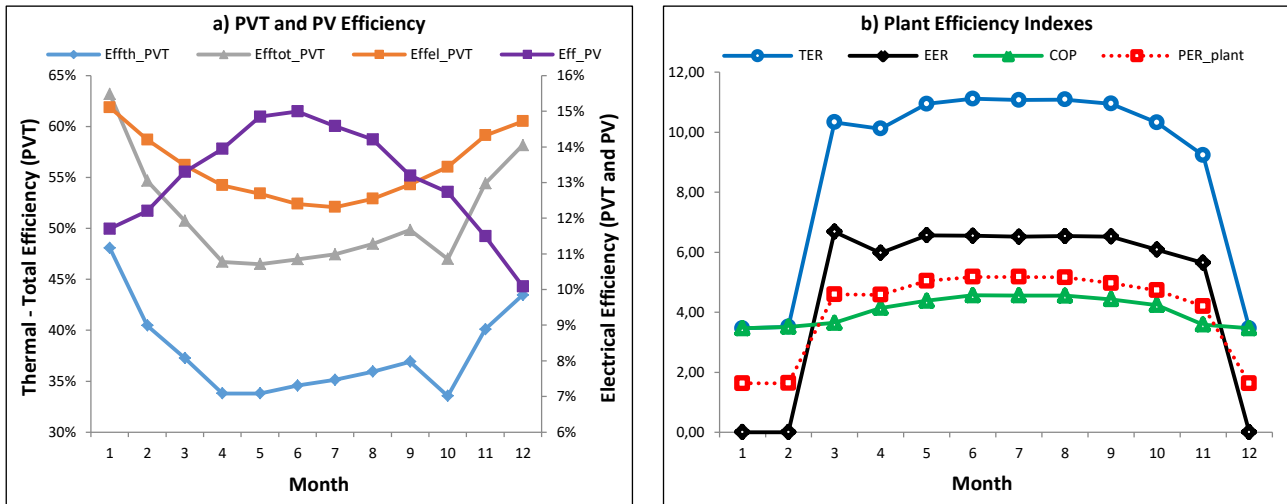 a) PVT and PV Efficiency
Effth_PVT Efftot_PVT Effel_PVT Eff_PV
65%
60%
55%
50%
45%
40%
35%
30%
16%
15%
14%
13%
12%
11%
10%
9%
8%
7%
6%
Thermal - Total Efficiency (PVT)
Electrical Efficiency (PVT and PV)
1 2 3 4 5 6 7 8 9 10 11 12
Month
b) Plant Efficiency Indexes
TER EER COP PER_plant
12,00
10,00
8,00
6,00
4,00
2,00
0,00
1 2 3 4 5 6 7 8 9 10 11 12
Month